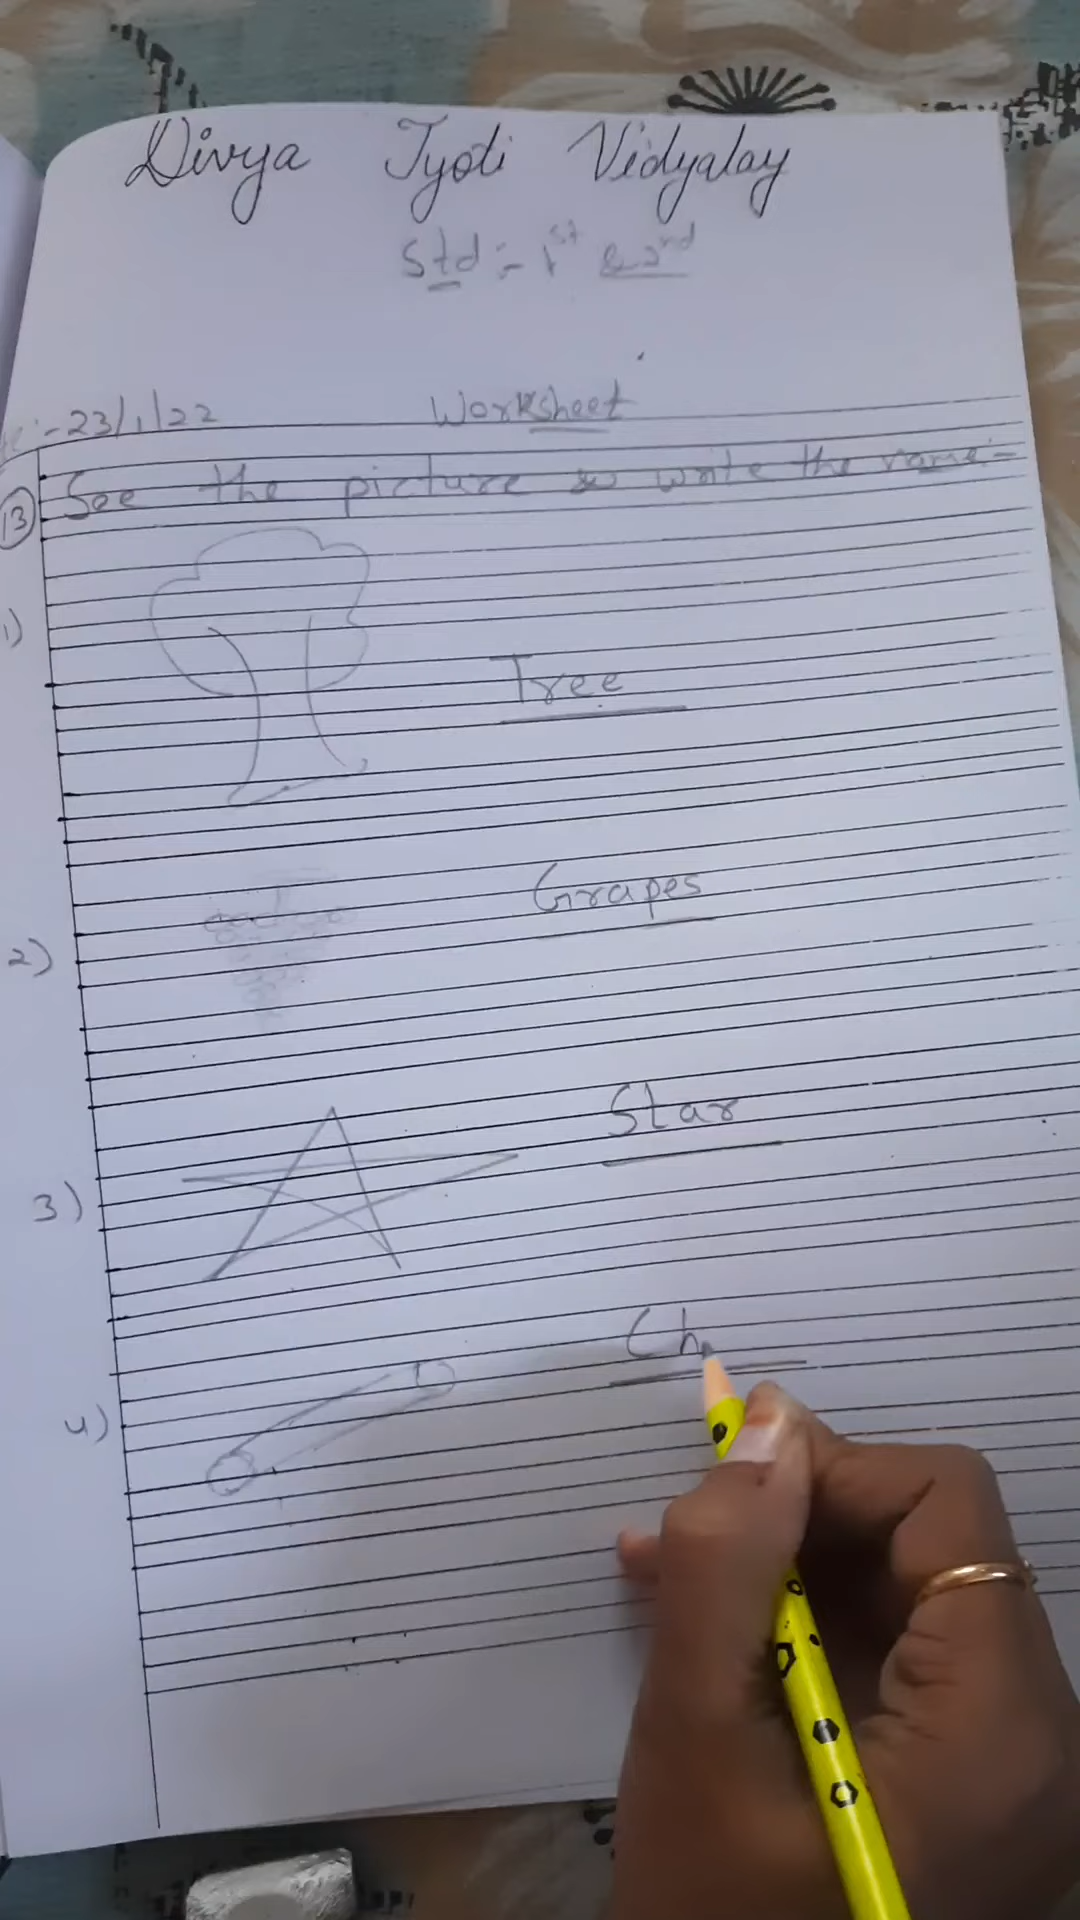 Divya Jyoti Vidyalay
Std :- 1st & 2nd
:- 23/1/22 Worksheet
13 See the picture & write the name :-
1) Tree
2) Grapes
3) Star
4) Ch